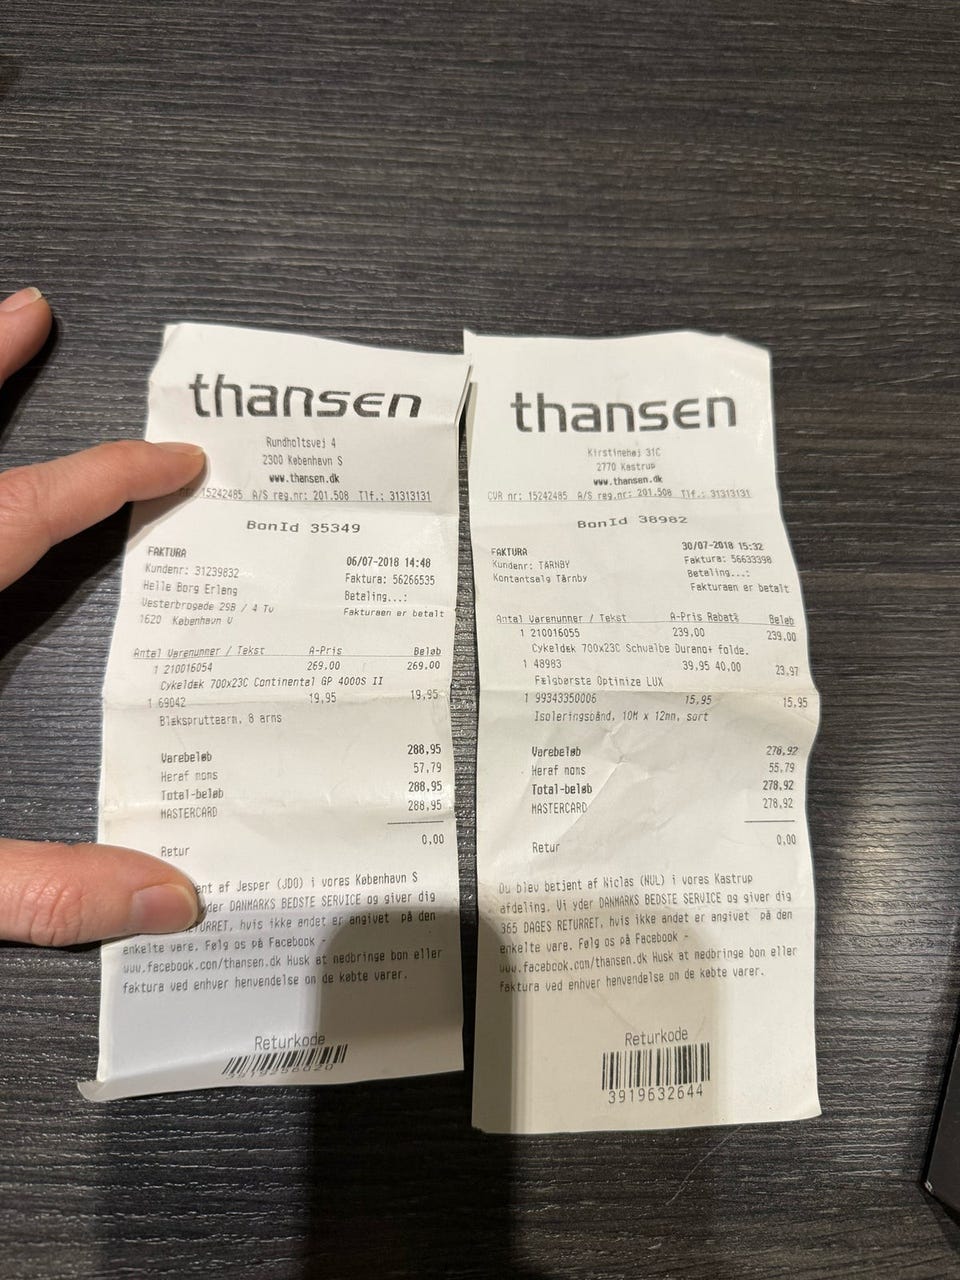 thansen
Rundholtsvej 4
2300 København S
www.thansen.dk
15242485 A/S reg.nr: 201.508 Tlf.: 31313131
BonId 35349
FAKTURA 06/07-2018 14:48
Kundenr: 31239832 Faktura: 56266535
Helle Borg Erlang Betaling...:
Vesterbrogade 29B / 4 Tv Fakturaen er betalt
1620 København V
Antal Varenunner / Tekst A-Pris Beløb
1 210016054 269.00 269.00
Cykeldæk 700x23C Continental GP 4000S II
1 69042 19,95 19,95
BlæksprutteArm, 8 arms
Varebeløb 288,95
Heraf moms 57,79
Total-beløb 288,95
MASTERCARD 288,95
Retur 0,00
ent af Jesper (JDO) i vores København S
yder DANMARKS BEDSTE SERVICE og giver dig
RETURRET, hvis ikke andet er angivet på den
enkelte vare. Følg os på Facebook -
www.facebook.com/thansen.dk Husk at medbringe bon eller
faktura ved enhver henvendelse om de købte varer.
Returkode
thansen
Kirstinehøj 31C
2770 Kastrup
www.thansen.dk
CVR nr: 15242485 A/S reg.nr: 201.508 Tlf.: 31313131
BonId 38982
FAKTURA 30/07-2018 15:32
Kundenr: TARNBY Faktura: 56633398
Kontantsalg Tårnby Betaling...:
Fakturaen er betalt
Antal Varenunner / Tekst A-Pris Rabat% Beløb
1 210016055 239.00 239.00
Cykeldæk 700x23C Schwalbe Durano+ folde.
1 48983 39,95 40,00 23,97
Fælgbørste Optimize LUX
1 99343350006 15,95 15,95
Isoleringsbånd, 10M x 12mm, sort
Varebeløb 278,92
Heraf moms 55,79
Total-beløb 278,92
MASTERCARD 278,92
Retur 0,00
Du blev betjent af Niclas (NUL) i vores Kastrup
afdeling. Vi yder DANMARKS BEDSTE SERVICE og giver dig
365 DAGES RETURRET, hvis ikke andet er angivet på den
enkelte vare. Følg os på Facebook -
www.facebook.com/thansen.dk Husk at medbringe bon eller
faktura ved enhver henvendelse om de købte varer.
Returkode
3919632644